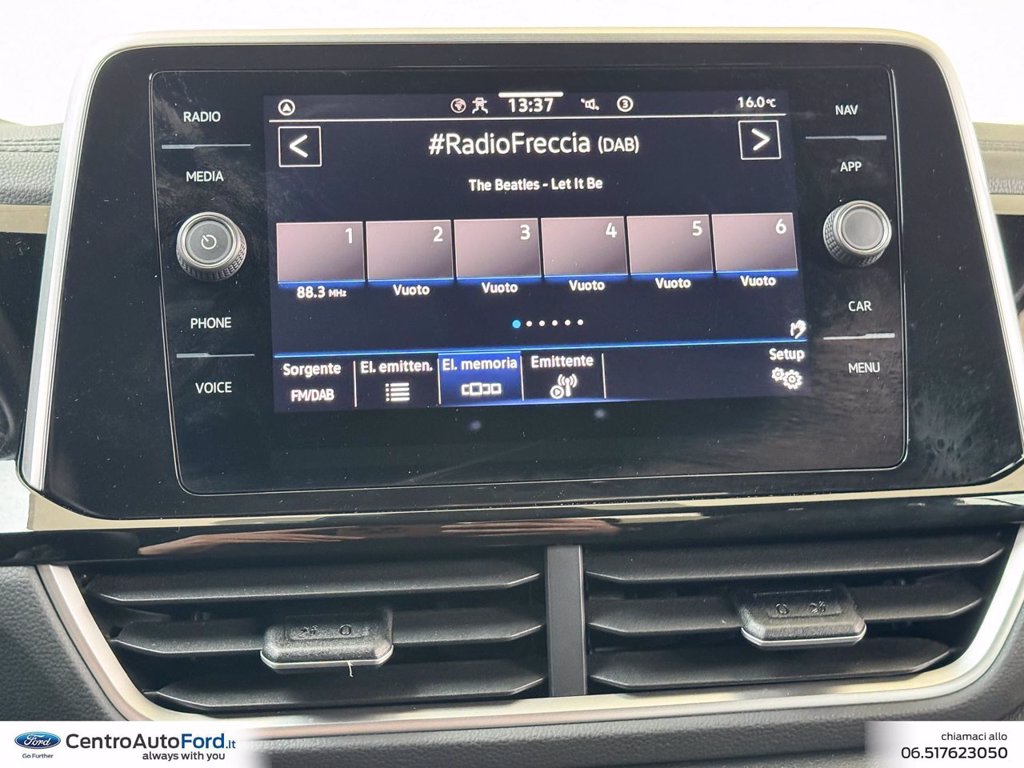 RADIO
MEDIA
PHONE
VOICE
13:37
3
16.0°C
#RadioFreccia (DAB)
The Beatles - Let It Be
1
2
3
4
5
6
88.3 MHz
Vuoto
Vuoto
Vuoto
Vuoto
Vuoto
Sorgente
FM/DAB
El. emitten.
El. memoria
Emittente
Setup
NAV
APP
CAR
MENU
Ford
Go Further
CentroAutoFord.it
always with you
chiamaci allo
06.517623050